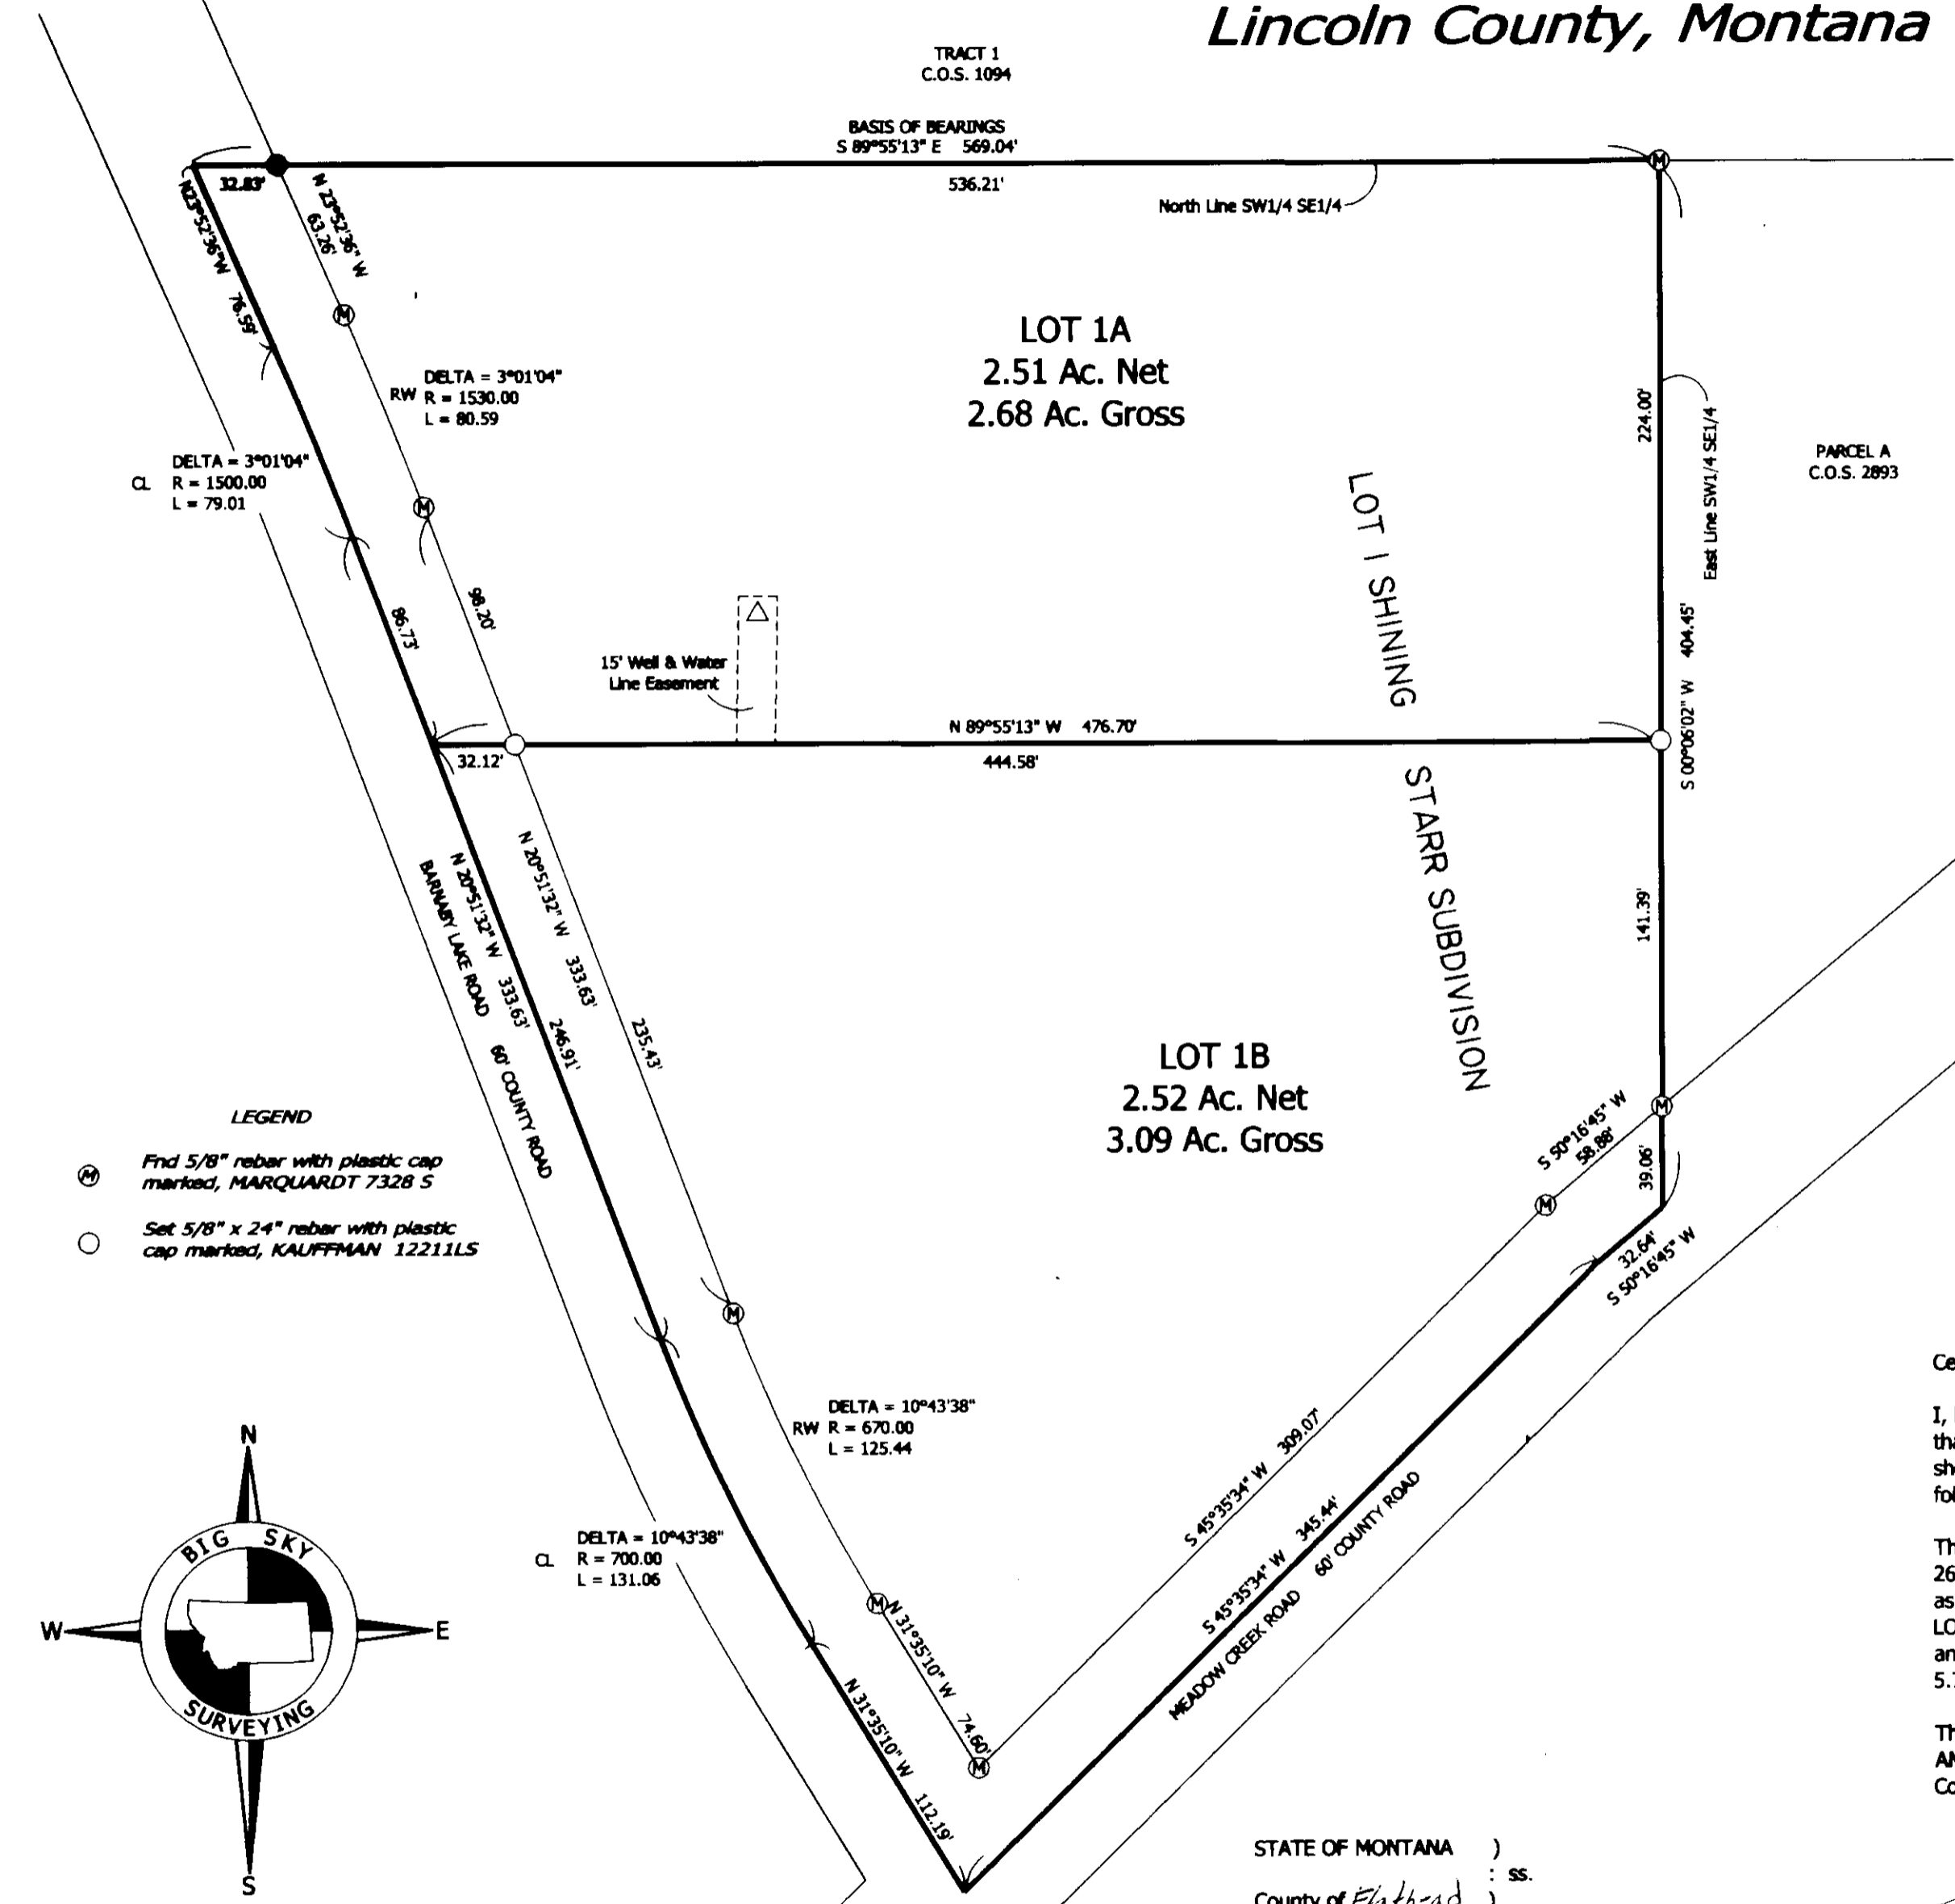 Lincoln County, Montana
TRACT 1
C.O.S. 1094
BASIS OF BEARINGS
S 89°55'13" E 569.04'
32.83'
536.21'
North Line SW1/4 SE1/4
N23°52'36"W 76.59'
N 23°52'36" W
63.26'
LOT 1A
2.51 Ac. Net
2.68 Ac. Gross
DELTA = 3°01'04"
RW R = 1530.00
L = 80.59
224.00'
East Line SW1/4 SE1/4
PARCEL A
C.O.S. 2893
DELTA = 3°01'04"
CL R = 1500.00
L = 79.01
LOT I SHINING
STARR SUBDIVISION
86.73'
98.20'
15' Well & Water
Line Easement
N 89°55'13" W 476.70'
32.12'
444.58'
S 00°06'02" W 404.45'
N 20°51'32" W 333.63'
235.43'
N 20°51'32" W 333.63'
246.91'
BARNABY LAKE ROAD 60' COUNTY ROAD
141.39'
LOT 1B
2.52 Ac. Net
3.09 Ac. Gross
S 50°16'45" W
58.88'
39.06'
32.64'
S 50°16'45" W
LEGEND
M Fnd 5/8" rebar with plastic cap
marked, MARQUARDT 7328 S
Set 5/8" x 24" rebar with plastic
cap marked, KAUFFMAN 12211LS
M
M
M
M
M
M
M
M
DELTA = 10°43'38"
RW R = 670.00
L = 125.44
DELTA = 10°43'38"
CL R = 700.00
L = 131.06
S 45°35'34" W 309.07'
S 45°35'34" W 345.44'
MEADOW CREEK ROAD 60' COUNTY ROAD
N 31°35'10" W 74.60'
N 31°35'10" W 112.19'
N
W
E
S
BIG SKY
SURVEYING
I,
26
LO
5.
STATE OF MONTANA )
: ss.
County of Flathead )